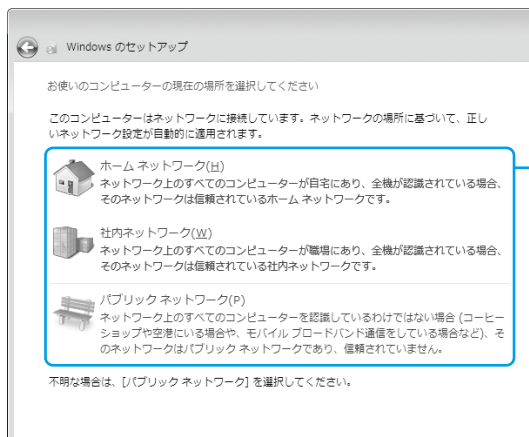 Windows のセットアップ
お使いのコンピューターの現在の場所を選択してください
このコンピューターはネットワークに接続しています。ネットワークの場所に基づいて、正し
いネットワーク設定が自動的に適用されます。
ホーム ネットワーク(H)
ネットワーク上のすべてのコンピューターが自宅にあり、全機が認識されている場合、
そのネットワークは信頼されているホーム ネットワークです。
社内ネットワーク(W)
ネットワーク上のすべてのコンピューターが職場にあり、全機が認識されている場合、
そのネットワークは信頼されている社内ネットワークです。
パブリック ネットワーク(P)
ネットワーク上のすべてのコンピューターを認識しているわけではない場合 (コーヒー
ショップや空港にいる場合や、モバイル ブロードバンド通信をしている場合など)、そ
のネットワークはパブリック ネットワークであり、信頼されていません。
不明な場合は、[パブリック ネットワーク] を選択してください。